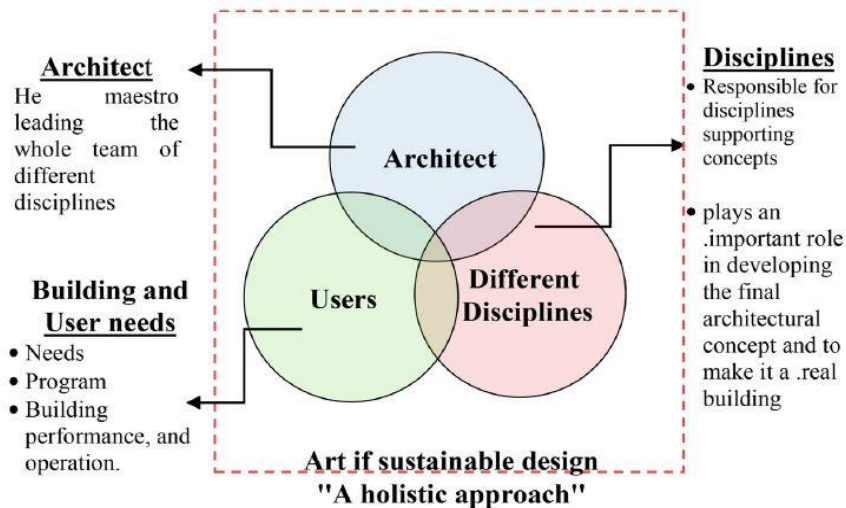 Architect
He maestro
leading the
whole team of
different
disciplines
Building and
User needs
• Needs
• Program
• Building
performance, and
operation.
Architect
Users
Different
Disciplines
Art if sustainable design
"A holistic approach"
Disciplines
• Responsible for
disciplines
supporting
concepts
• plays an
.important role
in developing
the final
architectural
concept and to
make it a .real
building